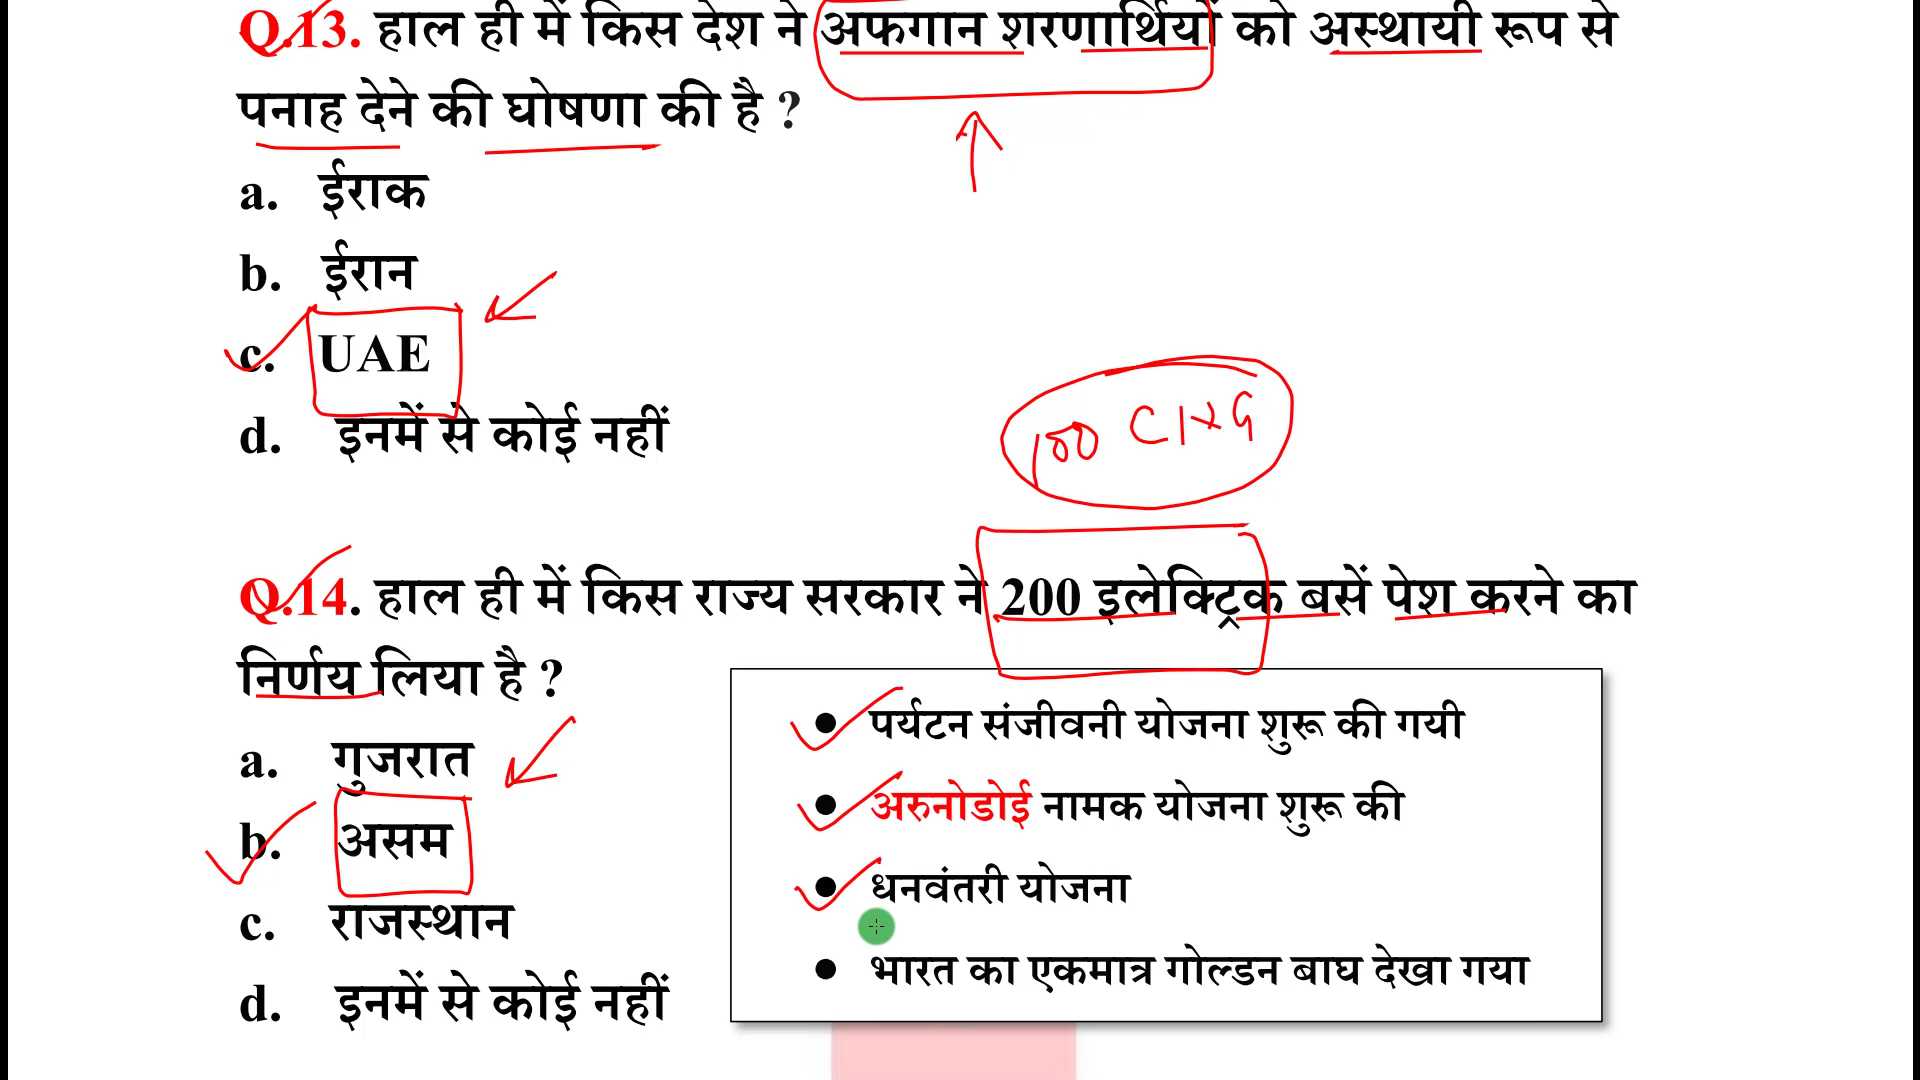 Q.13. हाल ही में किस देश ने अफगान शरणार्थियों को अस्थायी रूप से
पनाह देने की घोषणा की है ?
a. ईराक
b. ईरान
c. UAE
d. इनमें से कोई नहीं
100 CNG
Q.14. हाल ही में किस राज्य सरकार ने 200 इलेक्ट्रिक बसें पेश करने का
निर्णय लिया है ?
a. गुजरात
b. असम
c. राजस्थान
d. इनमें से कोई नहीं
● पर्यटन संजीवनी योजना शुरू की गयी
● अरुनोडोई नामक योजना शुरू की
● धनवंतरी योजना
● भारत का एकमात्र गोल्डन बाघ देखा गया